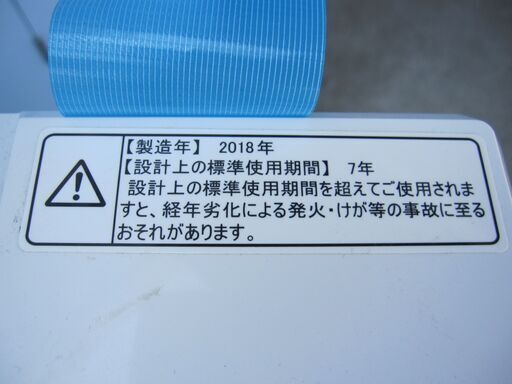 【製造年】 2018年
【設計上の標準使用期間】 7年
設計上の標準使用期間を超えてご使用されま
すと、経年劣化による発火・けが等の事故に至る
おそれがあります。